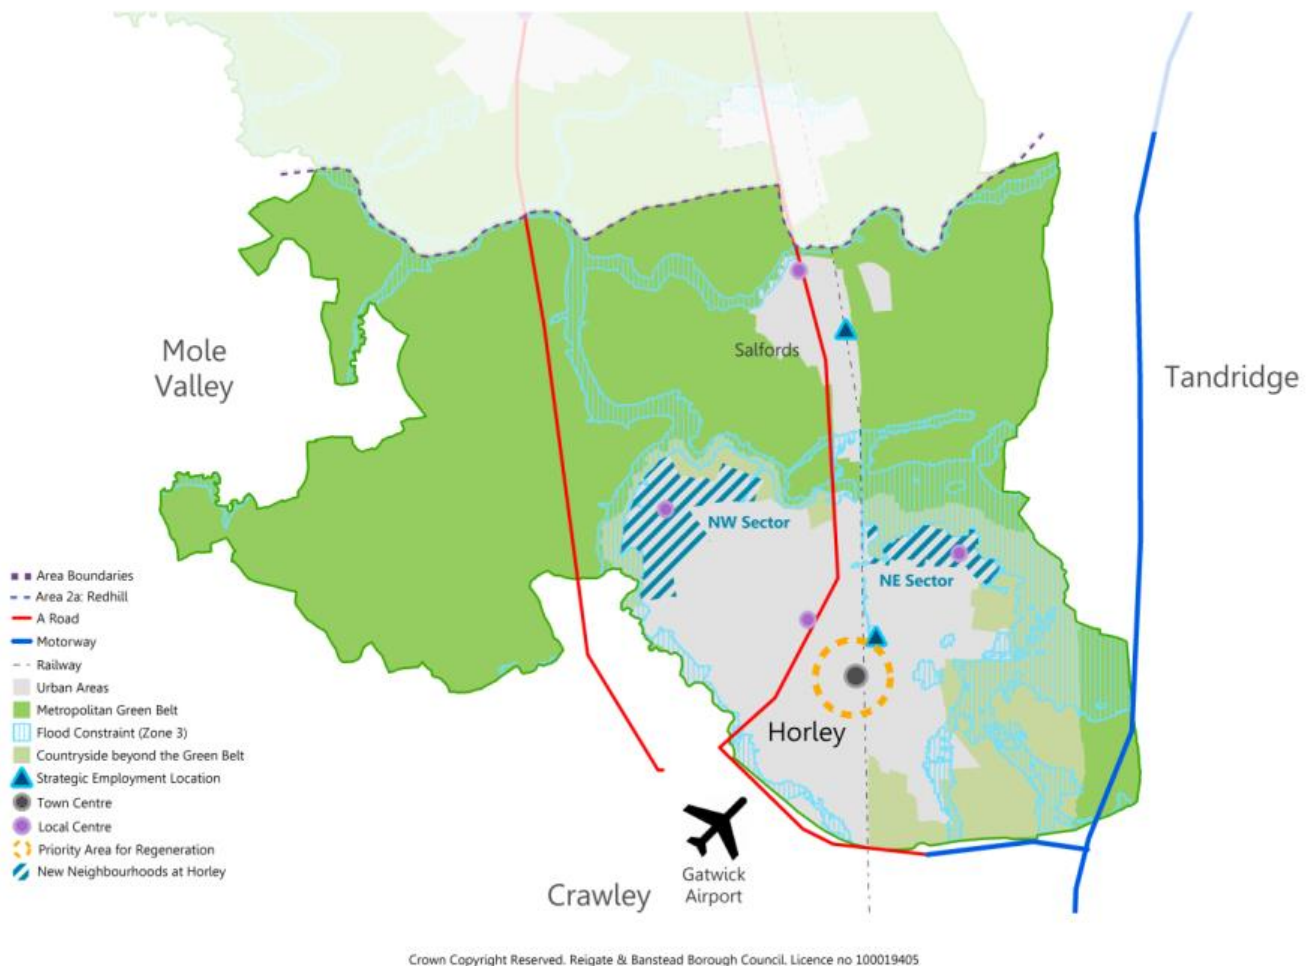 Mole
Valley
Salfords
Tandridge
NW Sector
NE Sector
Horley
Gatwick
Airport
Crawley
Area Boundaries
Area 2a: Redhill
A Road
Motorway
Railway
Urban Areas
Metropolitan Green Belt
Flood Constraint (Zone 3)
Countryside beyond the Green Belt
Strategic Employment Location
Town Centre
Local Centre
Priority Area for Regeneration
New Neighbourhoods at Horley
Crown Copyright Reserved. Reigate & Banstead Borough Council. Licence no 100019405